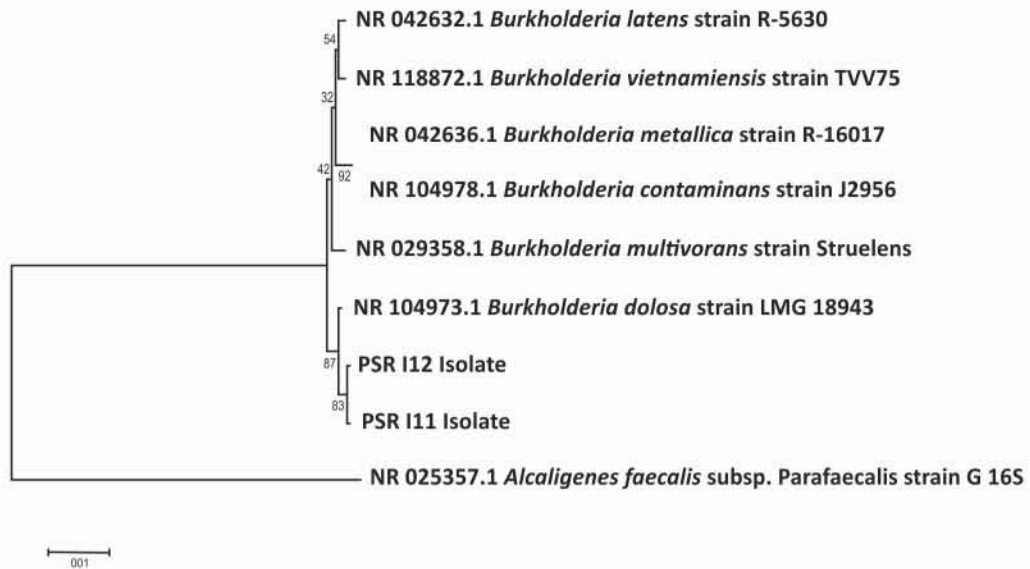 NR 042632.1 Burkholderia latens strain R-5630
54
NR 118872.1 Burkholderia vietnamiensis strain TVV75
32
NR 042636.1 Burkholderia metallica strain R-16017
42
92
NR 104978.1 Burkholderia contaminans strain J2956
NR 029358.1 Burkholderia multivorans strain Struelens
NR 104973.1 Burkholderia dolosa strain LMG 18943
87
PSR I12 Isolate
83
PSR I11 Isolate
NR 025357.1 Alcaligenes faecalis subsp. Parafaecalis strain G 16S
001